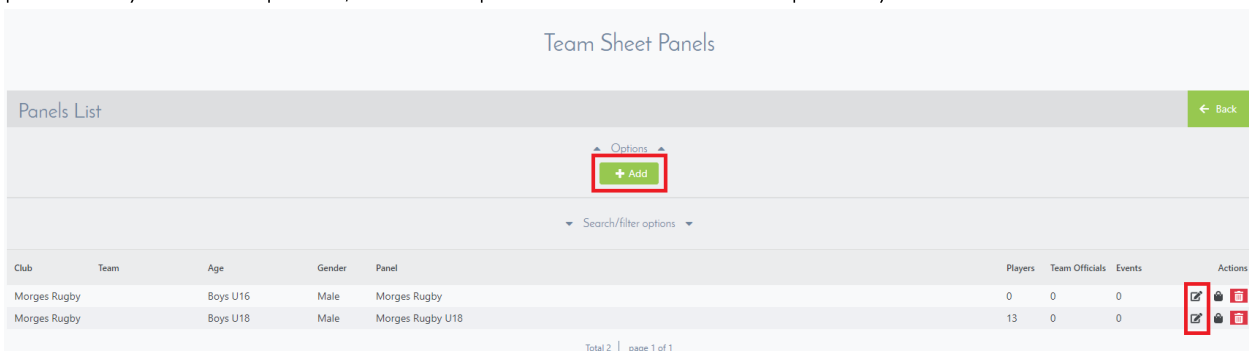 Team Sheet Panels
Panels List
← Back
Options
+ Add
Search/filter options
Club Team Age Gender Panel Players Team Officials Events Actions
Morges Rugby Boys U16 Male Morges Rugby 0 0 0
Morges Rugby Boys U18 Male Morges Rugby U18 13 0 0
Total 2 | page 1 of 1